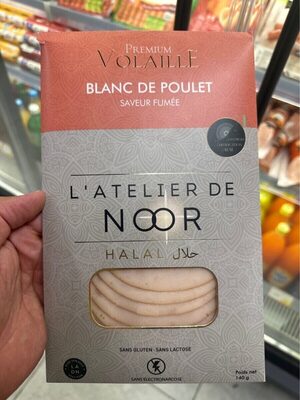 PREMIUM
VOLAILLE
BLANC DE POULET
SAVEUR FUMÉE
L'ATELIER DE
NOOR
HALAL حلال
SANS GLUTEN - SANS LACTOSE
SANS ELECTRONARCOSE
Poids net
140 g